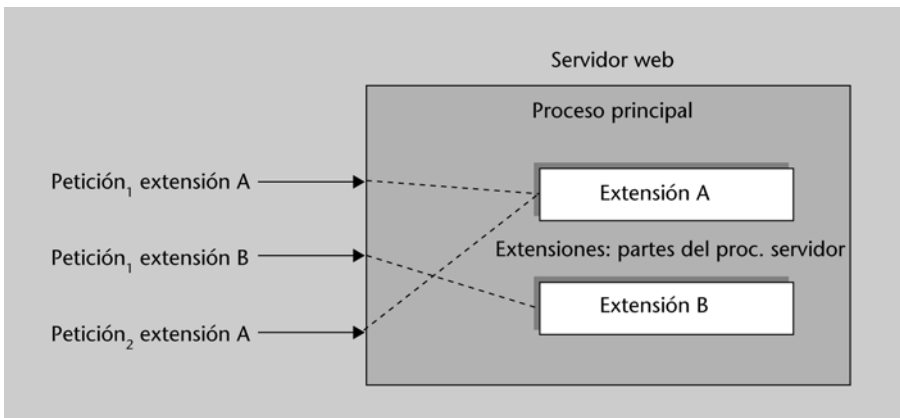 Servidor web
Proceso principal
Petición₁ extensión A
Extensión A
Petición₁ extensión B
Extensiones: partes del proc. servidor
Extensión B
Petición₂ extensión A